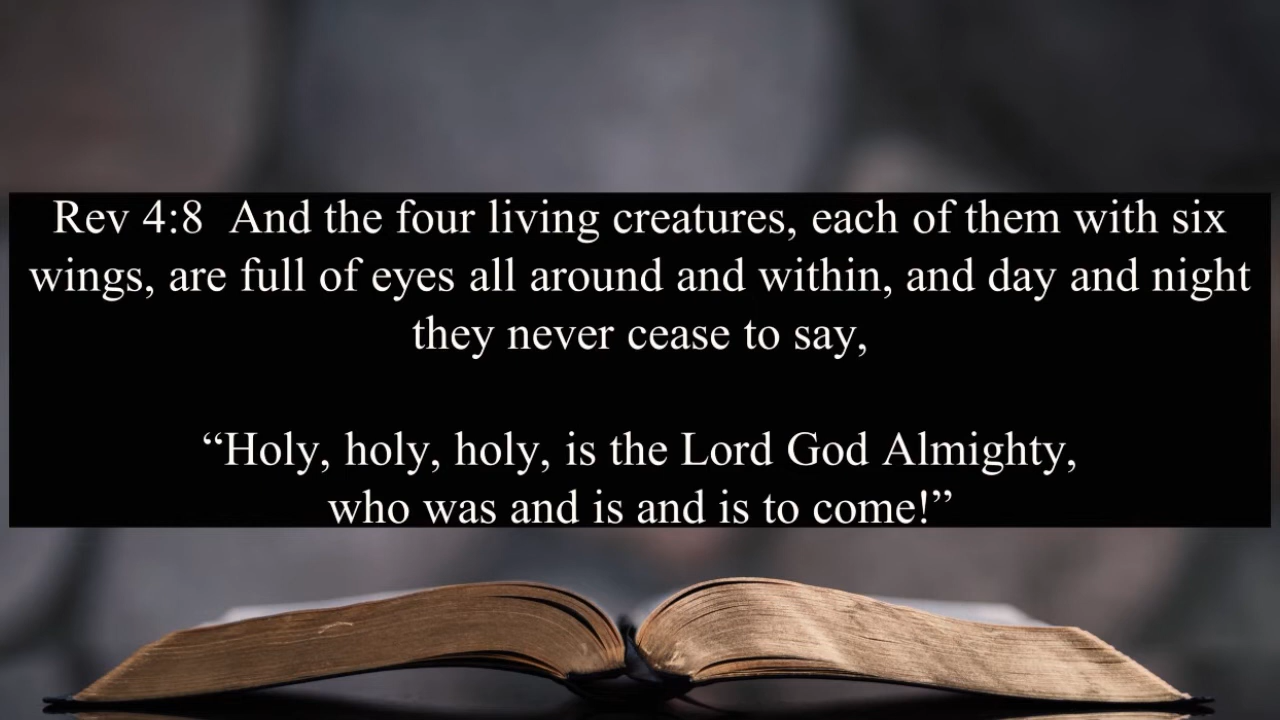 Rev 4:8  And the four living creatures, each of them with six
wings, are full of eyes all around and within, and day and night
they never cease to say,
“Holy, holy, holy, is the Lord God Almighty,
who was and is and is to come!”